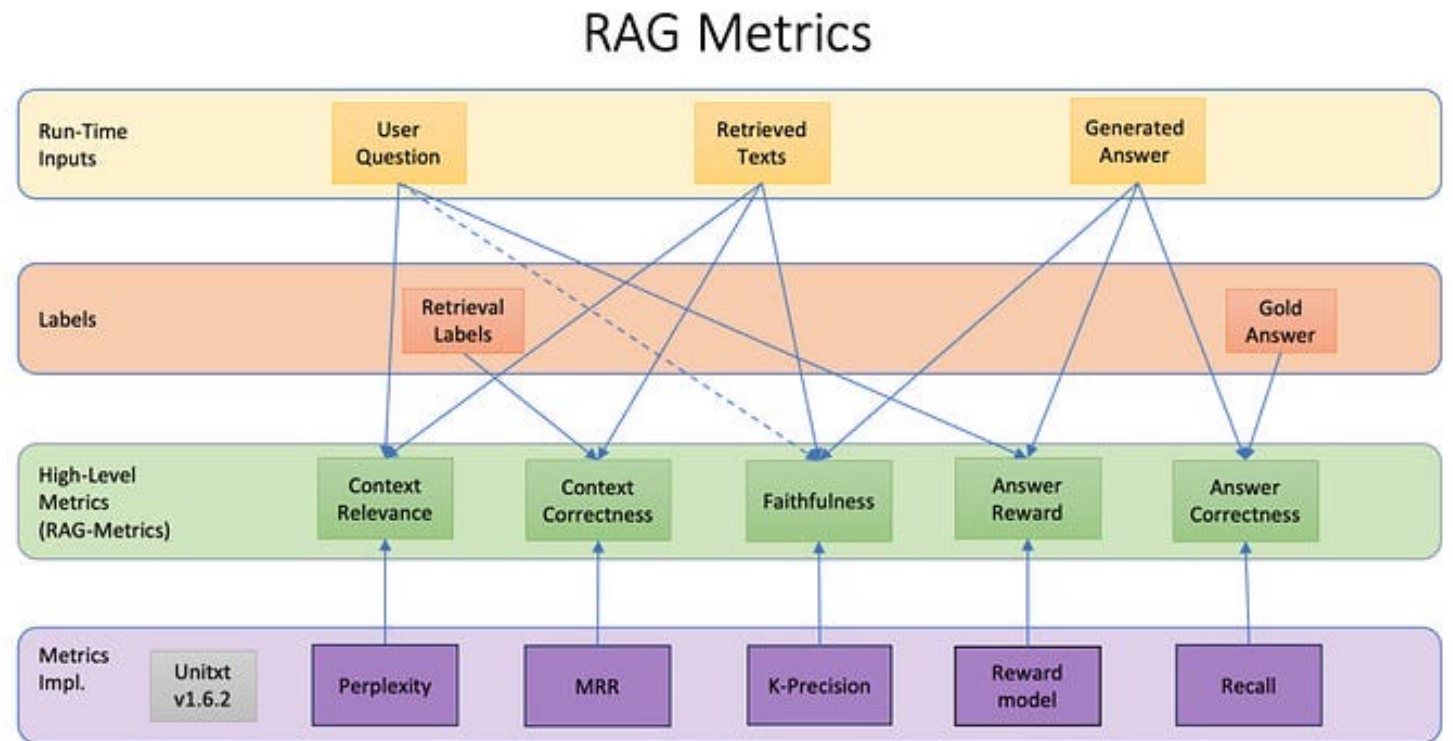 RAG Metrics
Run-Time
Inputs
User
Question
Retrieved
Texts
Generated
Answer
Labels
Retrieval
Labels
Gold
Answer
High-Level
Metrics
(RAG-Metrics)
Context
Relevance
Context
Correctness
Faithfulness
Answer
Reward
Answer
Correctness
Metrics
Impl.
Unitxt
v1.6.2
Perplexity
MRR
K-Precision
Reward
model
Recall